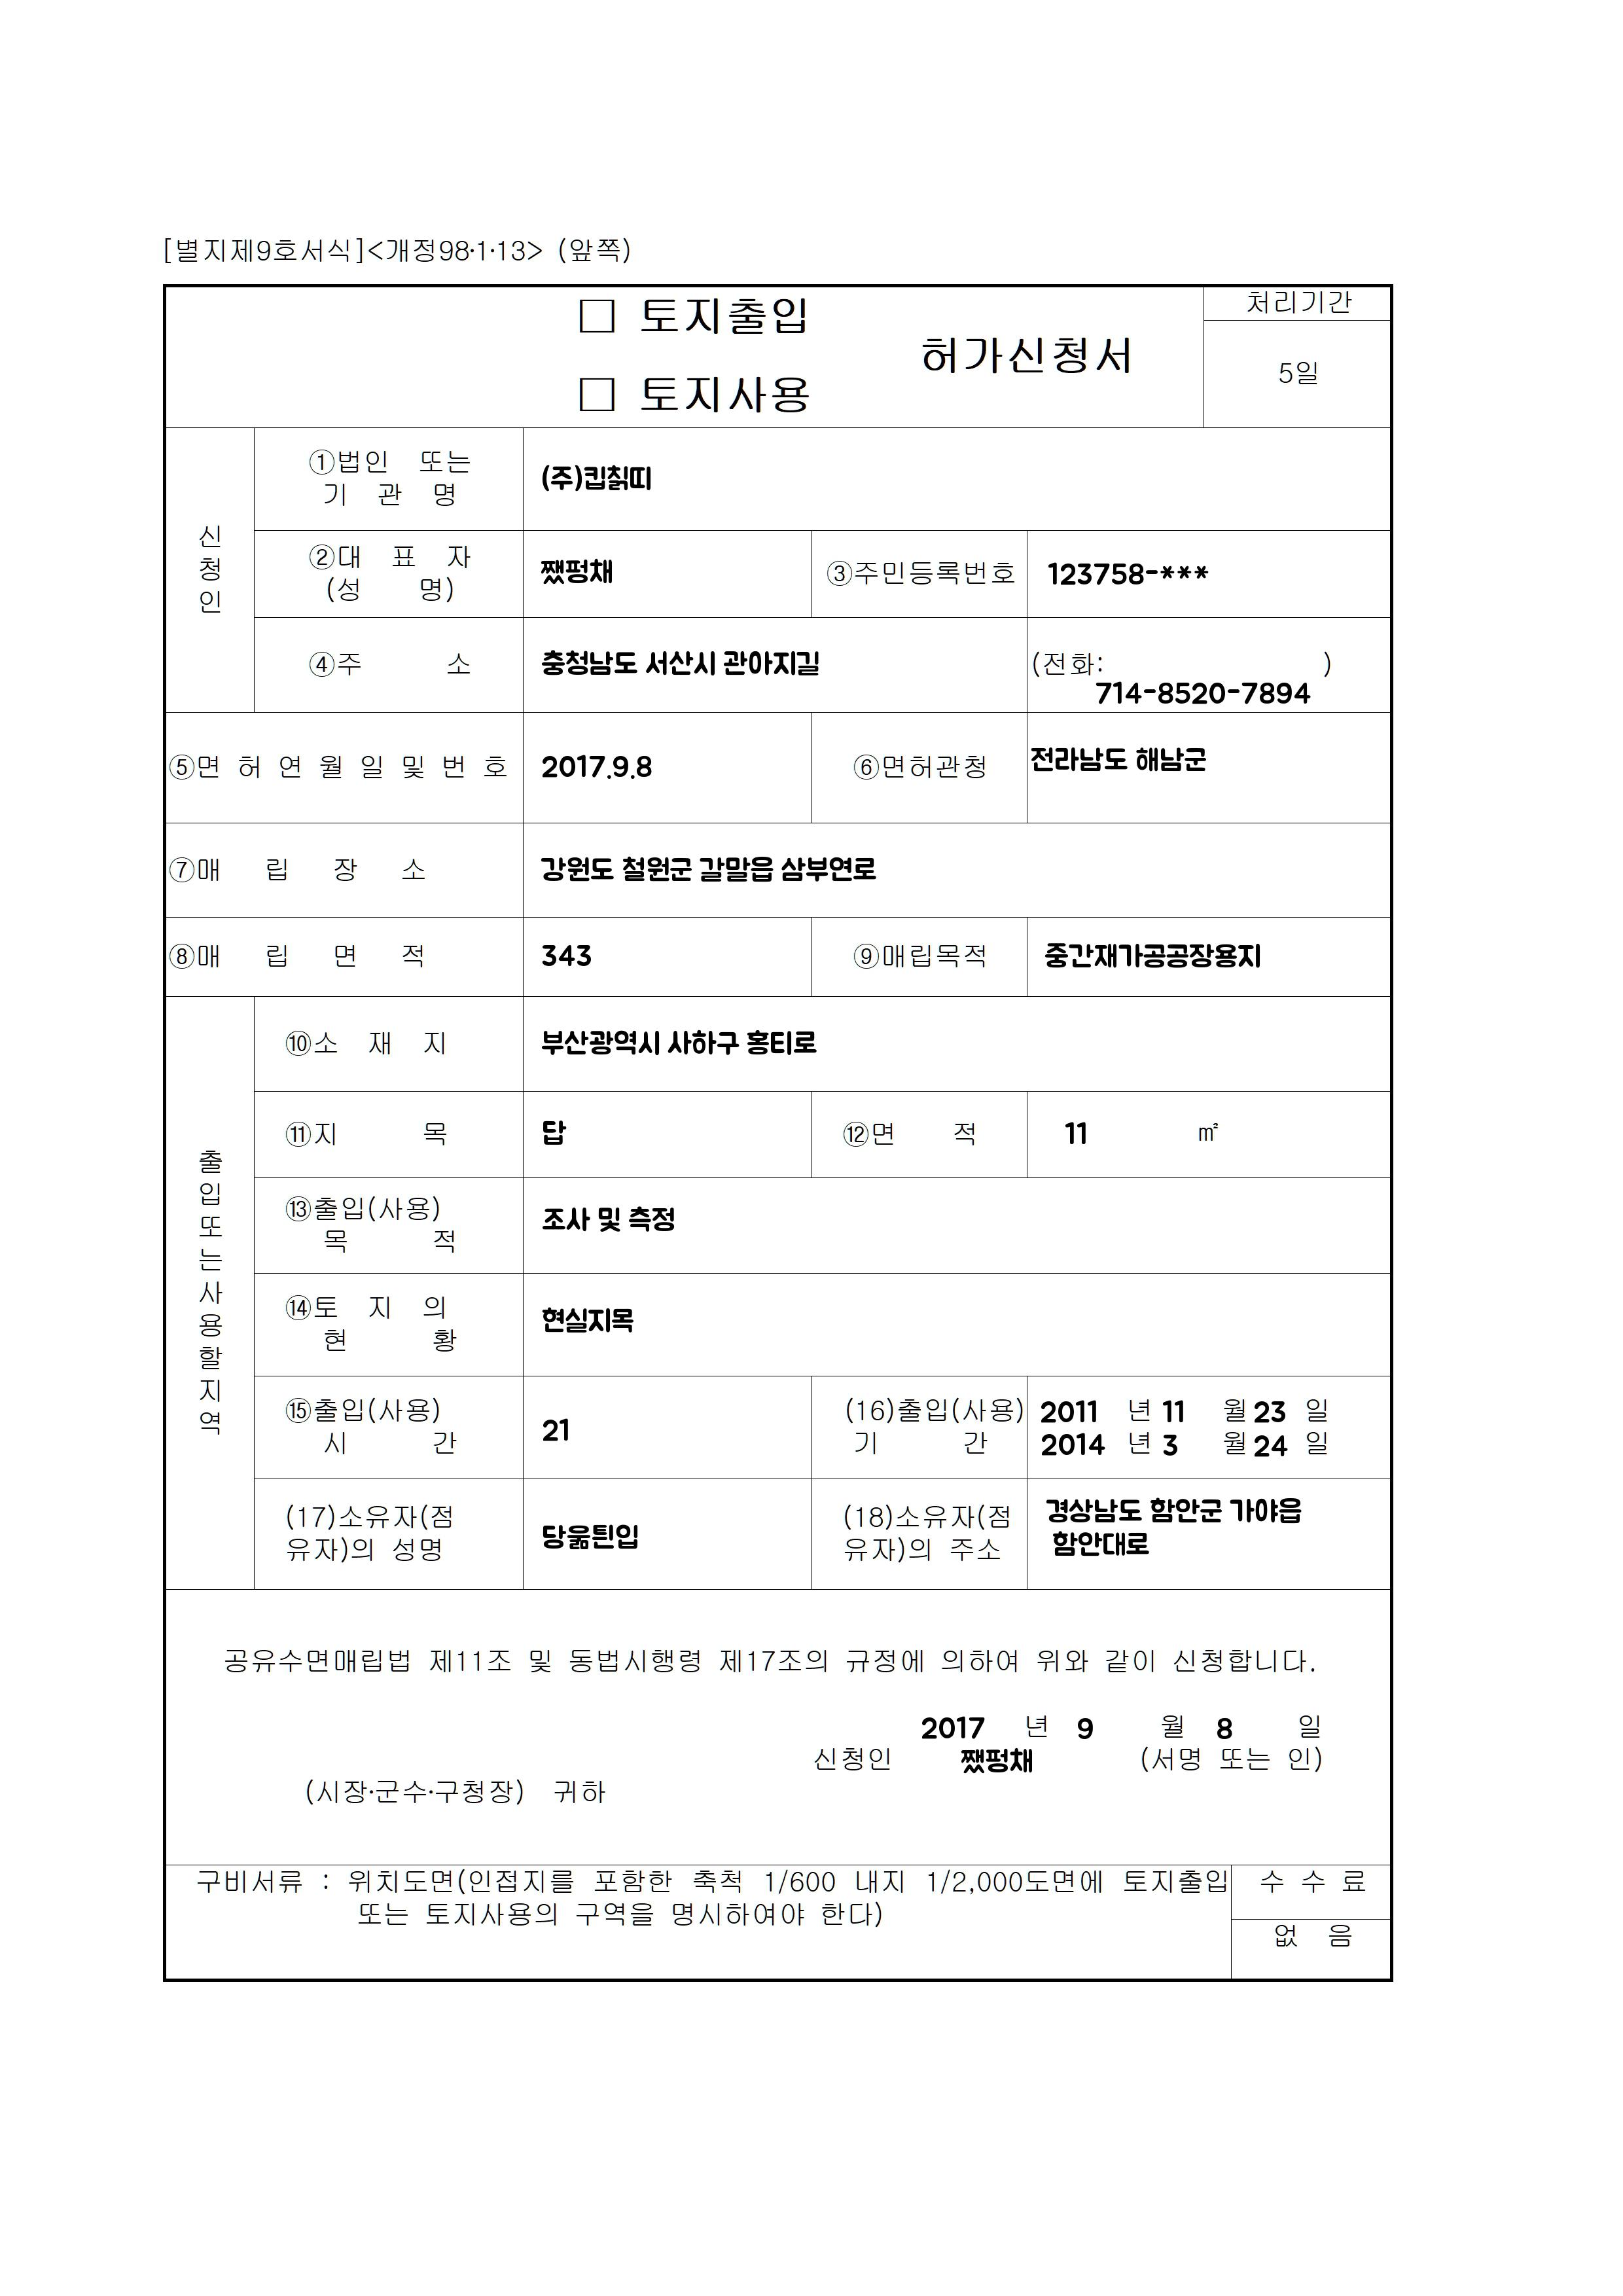 [별지제9호서식]<개정98·1·13> (앞쪽)
□ 토지출입
□ 토지사용
허가신청서
처리기간
5일
신청인
①법인 또는 기 관 명
(주)킵칡띠
②대 표 자 (성 명)
쨌펑채
③주민등록번호
123758-***
④주 소
충청남도 서산시 관아지길
(전화: )
714-8520-7894
⑤면 허 연 월 일 및 번 호
2017.9.8
⑥면허관청
전라남도 해남군
⑦매 립 장 소
강원도 철원군 갈말읍 삼부연로
⑧매 립 면 적
343
⑨매립목적
중간재가공공장용지
출입또는사용할지역
⑩소 재 지
부산광역시 사하구 홍티로
⑪지 목
답
⑫면 적
11 ㎡
⑬출입(사용) 목 적
조사 및 측정
⑭토 지 의 현 황
현실지목
⑮출입(사용) 시 간
21
(16)출입(사용) 기 간
2011 년 11 월 23 일
2014 년 3 월 24 일
(17)소유자(점
유자)의 성명
당욺틘입
(18)소유자(점
유자)의 주소
경상남도 함안군 가야읍
함안대로
공유수면매립법 제11조 및 동법시행령 제17조의 규정에 의하여 위와 같이 신청합니다.
2017 년 9 월 8 일
신청인 쨌펑채 (서명 또는 인)
(시장·군수·구청장) 귀하
구비서류 : 위치도면(인접지를 포함한 축척 1/600 내지 1/2,000도면에 토지출입
또는 토지사용의 구역을 명시하여야 한다)
수 수 료
없 음